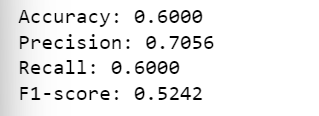 Accuracy: 0.6000
Precision: 0.7056
Recall: 0.6000
F1-score: 0.5242